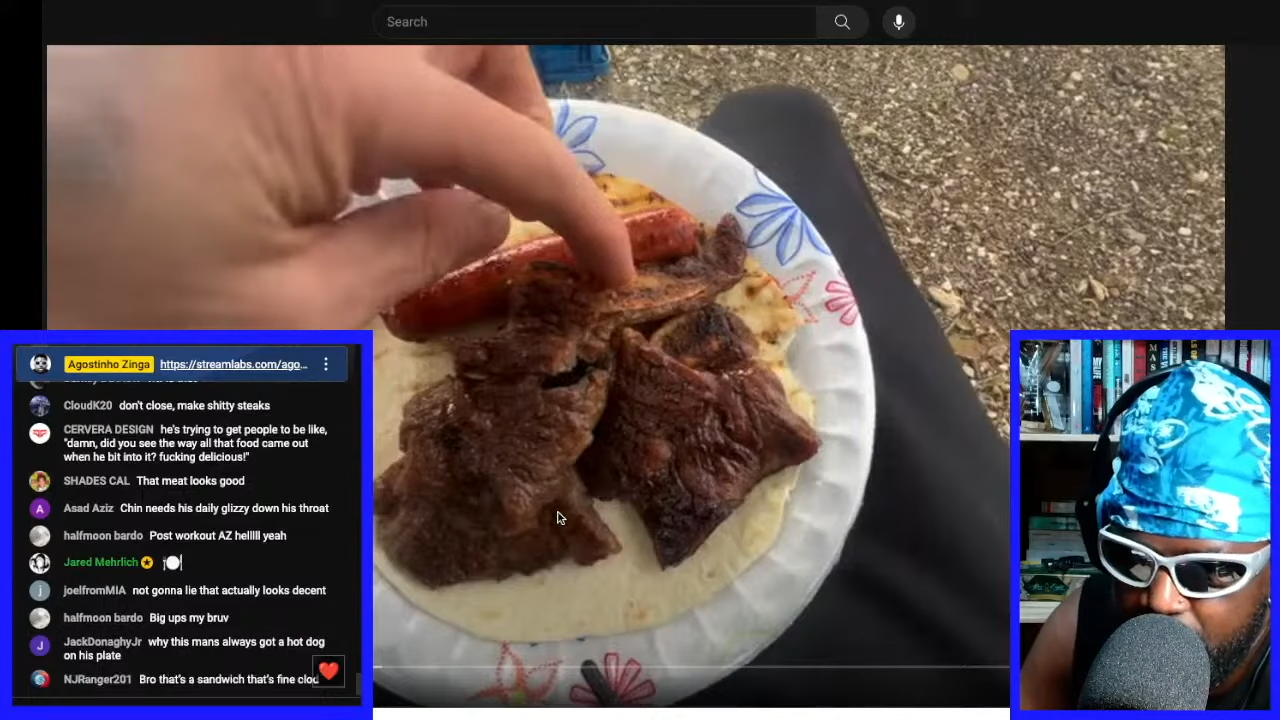 Search
Agostinho Zinga https://streamlabs.com/ago...
CloudK20 don't close, make shitty steaks
CERVERA DESIGN he's trying to get people to be like,
"damn, did you see the way all that food came out
when he bit into it? fucking delicious!"
SHADES CAL That meat looks good
Asad Aziz Chin needs his daily glizzy down his throat
halfmoon bardo Post workout AZ hellllll yeah
Jared Mehrlich
joelfromMIA not gonna lie that actually looks decent
halfmoon bardo Big ups my bruv
JackDonaghyJr why this mans always got a hot dog
on his plate
NJRanger201 Bro that's a sandwich that's fine clod